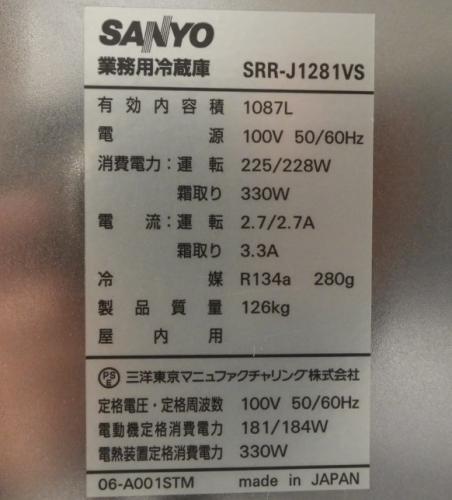 SANYO
業務用冷蔵庫 SRR-J1281VS
有効内容積 1087L
電源 100V 50/60Hz
消費電力:運転 225/228W
霜取り 330W
電流:運転 2.7/2.7A
霜取り 3.3A
冷媒 R134a 280g
製品質量 126kg
屋内用
PSE 三洋東京マニュファクチャリング株式会社
定格電圧・定格周波数 100V 50/60Hz
電動機定格消費電力 181/184W
電熱装置定格消費電力 330W
06-A001STM made in JAPAN